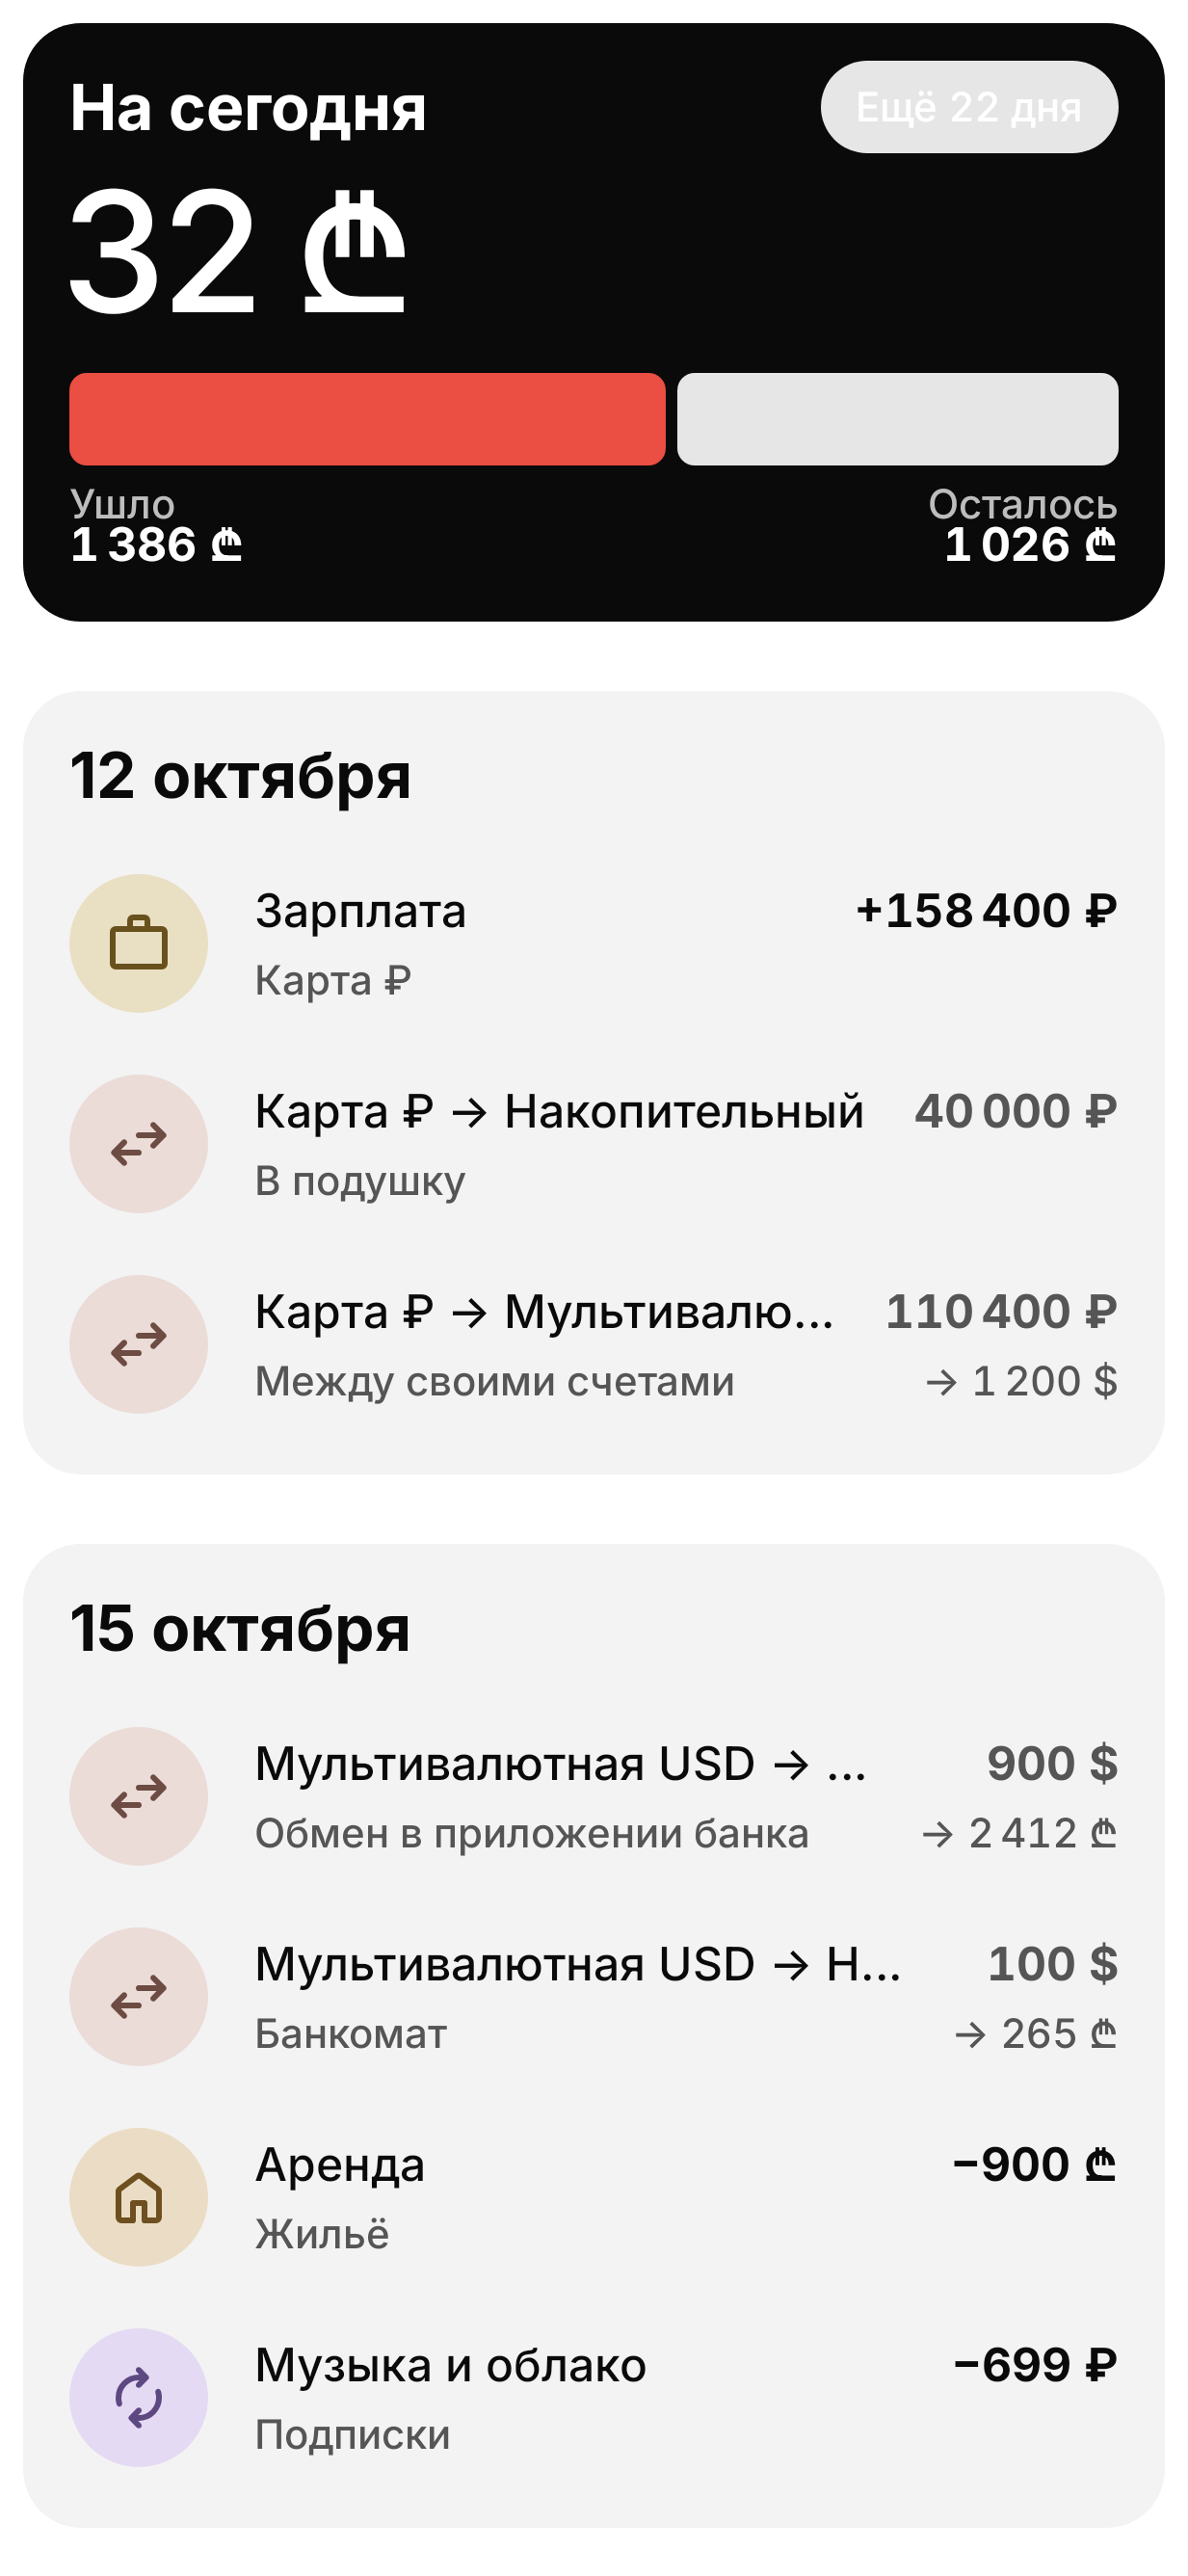 На сегодня
Ещё 22 дня
32 ₾
Ушло
Осталось
1 386 ₾
1 026 ₾
12 октября
Зарплата
+158 400 ₽
Карта ₽
Карта ₽ → Накопительный
40 000 ₽
В подушку
Карта ₽ → Мультивалю...
110 400 ₽
Между своими счетами
→ 1 200 $
15 октября
Мультивалютная USD → ...
900 $
Обмен в приложении банка
→ 2 412 ₾
Мультивалютная USD → Н...
100 $
Банкомат
→ 265 ₾
Аренда
−900 ₾
Жильё
Музыка и облако
−699 ₽
Подписки